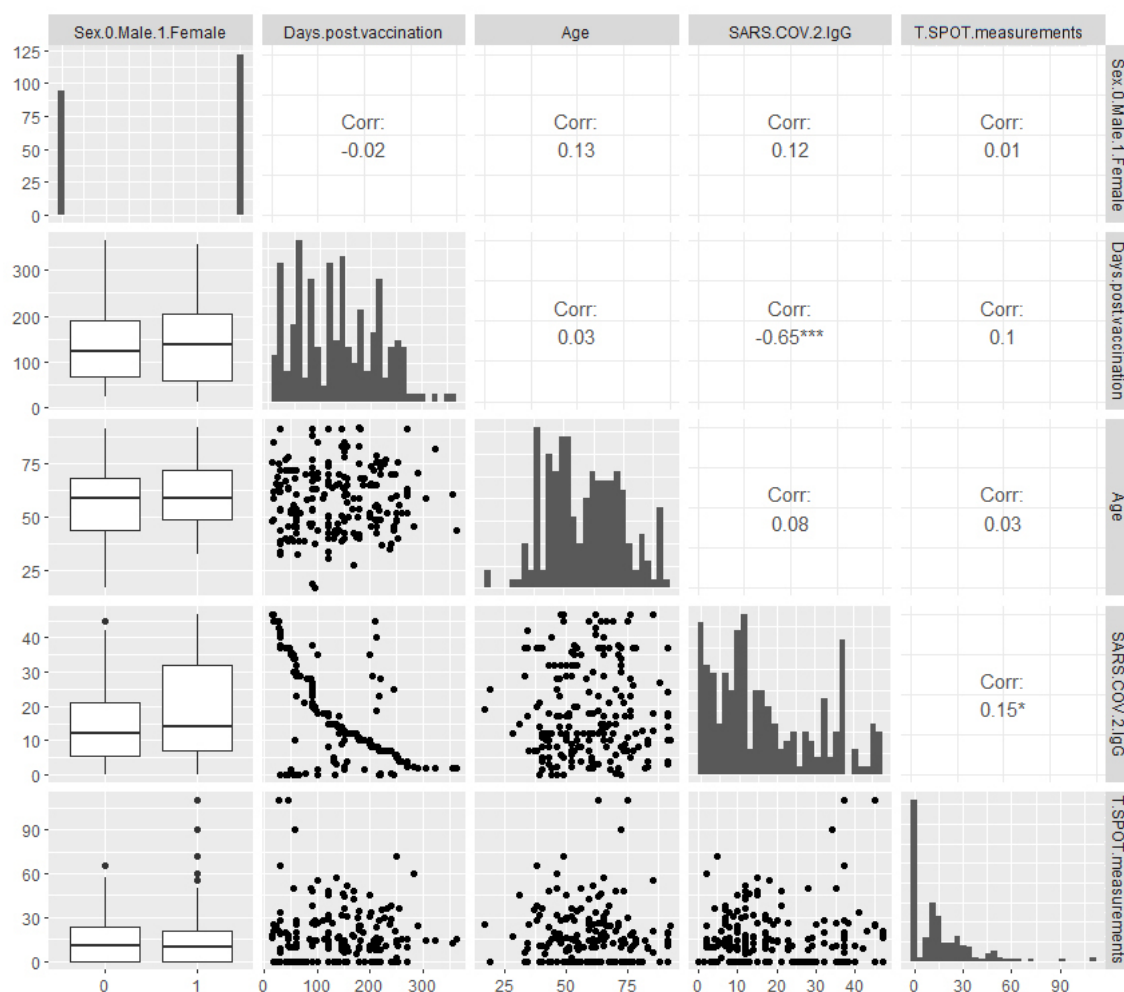 Sex.0.Male.1.Female Days.post.vaccination Age SARS.COV.2.IgG T.SPOT.measurements
125
100
75
50
25
0
Corr:
-0.02
Corr:
0.13
Corr:
0.12
Corr:
0.01
Sex.0.Male.1.Female
300
200
100
0
Corr:
0.03
Corr:
-0.65***
Corr:
0.1
Days.post.vaccination
75
50
25
Corr:
0.08
Corr:
0.03
Age
40
30
20
10
0
Corr:
0.15*
SARS.COV.2.IgG
90
60
30
0
T.SPOT.measurements
0 1 0 100 200 300 25 50 75 0 10 20 30 40 0 30 60 90